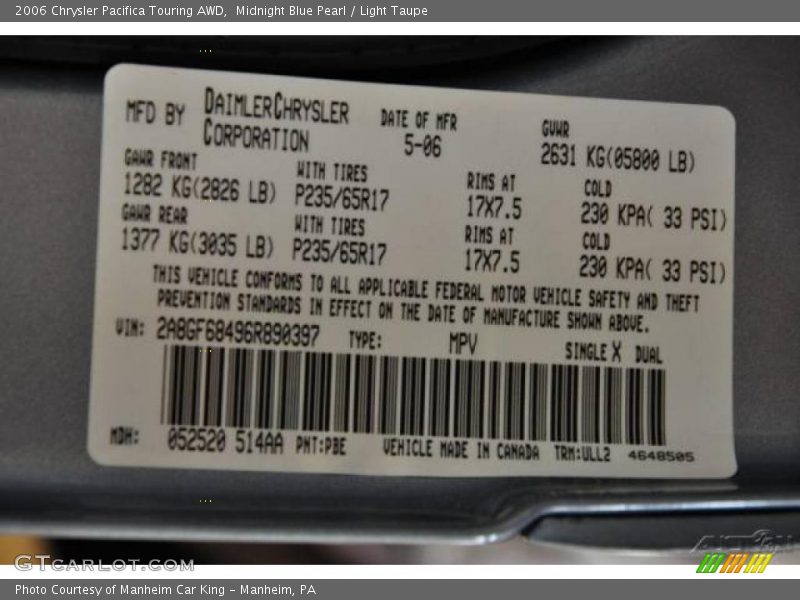 2006 Chrysler Pacifica Touring AWD,  Midnight Blue Pearl / Light Taupe
MFD BY DAIMLERCHRYSLER CORPORATION DATE OF MFR 5-06 GVWR 2631 KG(05800 LB)
GAWR FRONT WITH TIRES RIMS AT COLD
1282 KG(2826 LB) P235/65R17 17X7.5 230 KPA( 33 PSI)
GAWR REAR WITH TIRES RIMS AT COLD
1377 KG(3035 LB) P235/65R17 17X7.5 230 KPA( 33 PSI)
THIS VEHICLE CONFORMS TO ALL APPLICABLE FEDERAL MOTOR VEHICLE SAFETY AND THEFT
PREVENTION STANDARDS IN EFFECT ON THE DATE OF MANUFACTURE SHOWN ABOVE.
VIN: 2A8GF68496R890397 TYPE: MPV SINGLE X DUAL
MDH: 052520 514AA PNT:PBE VEHICLE MADE IN CANADA TRM:ULL2 4648505
GTCARLOT.COM
Photo Courtesy of Manheim Car King - Manheim, PA